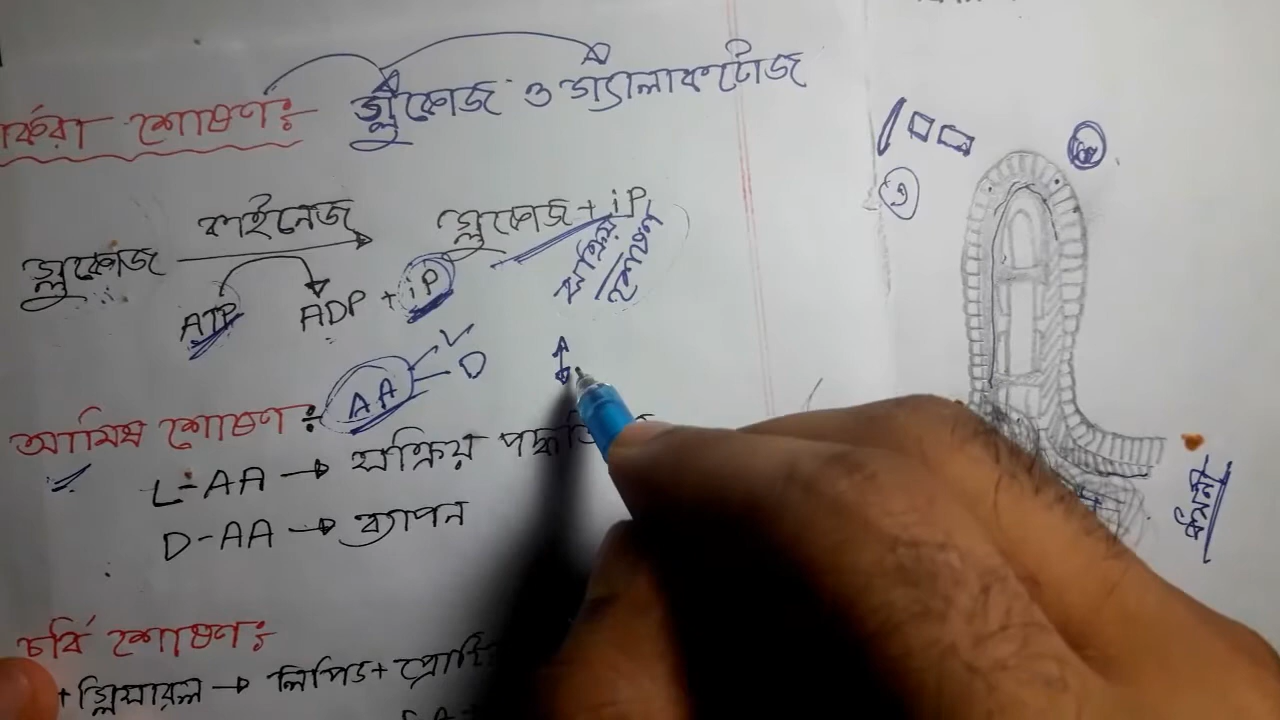 র্করা শোষণঃ গ্লুকোজ ও গ্যালাকটোজ
গ্লুকোজ কাইনেজ গ্লুকোজ + iP
ATP ADP + iP
সক্রিয়
শোষণ
আমিষ শোষণঃ AA L D
L-AA → সক্রিয় পদ্ধতি
D-AA → ব্যাপন
চর্বি শোষণঃ
+ গ্লিসারল → লিপিড + প্রোটি